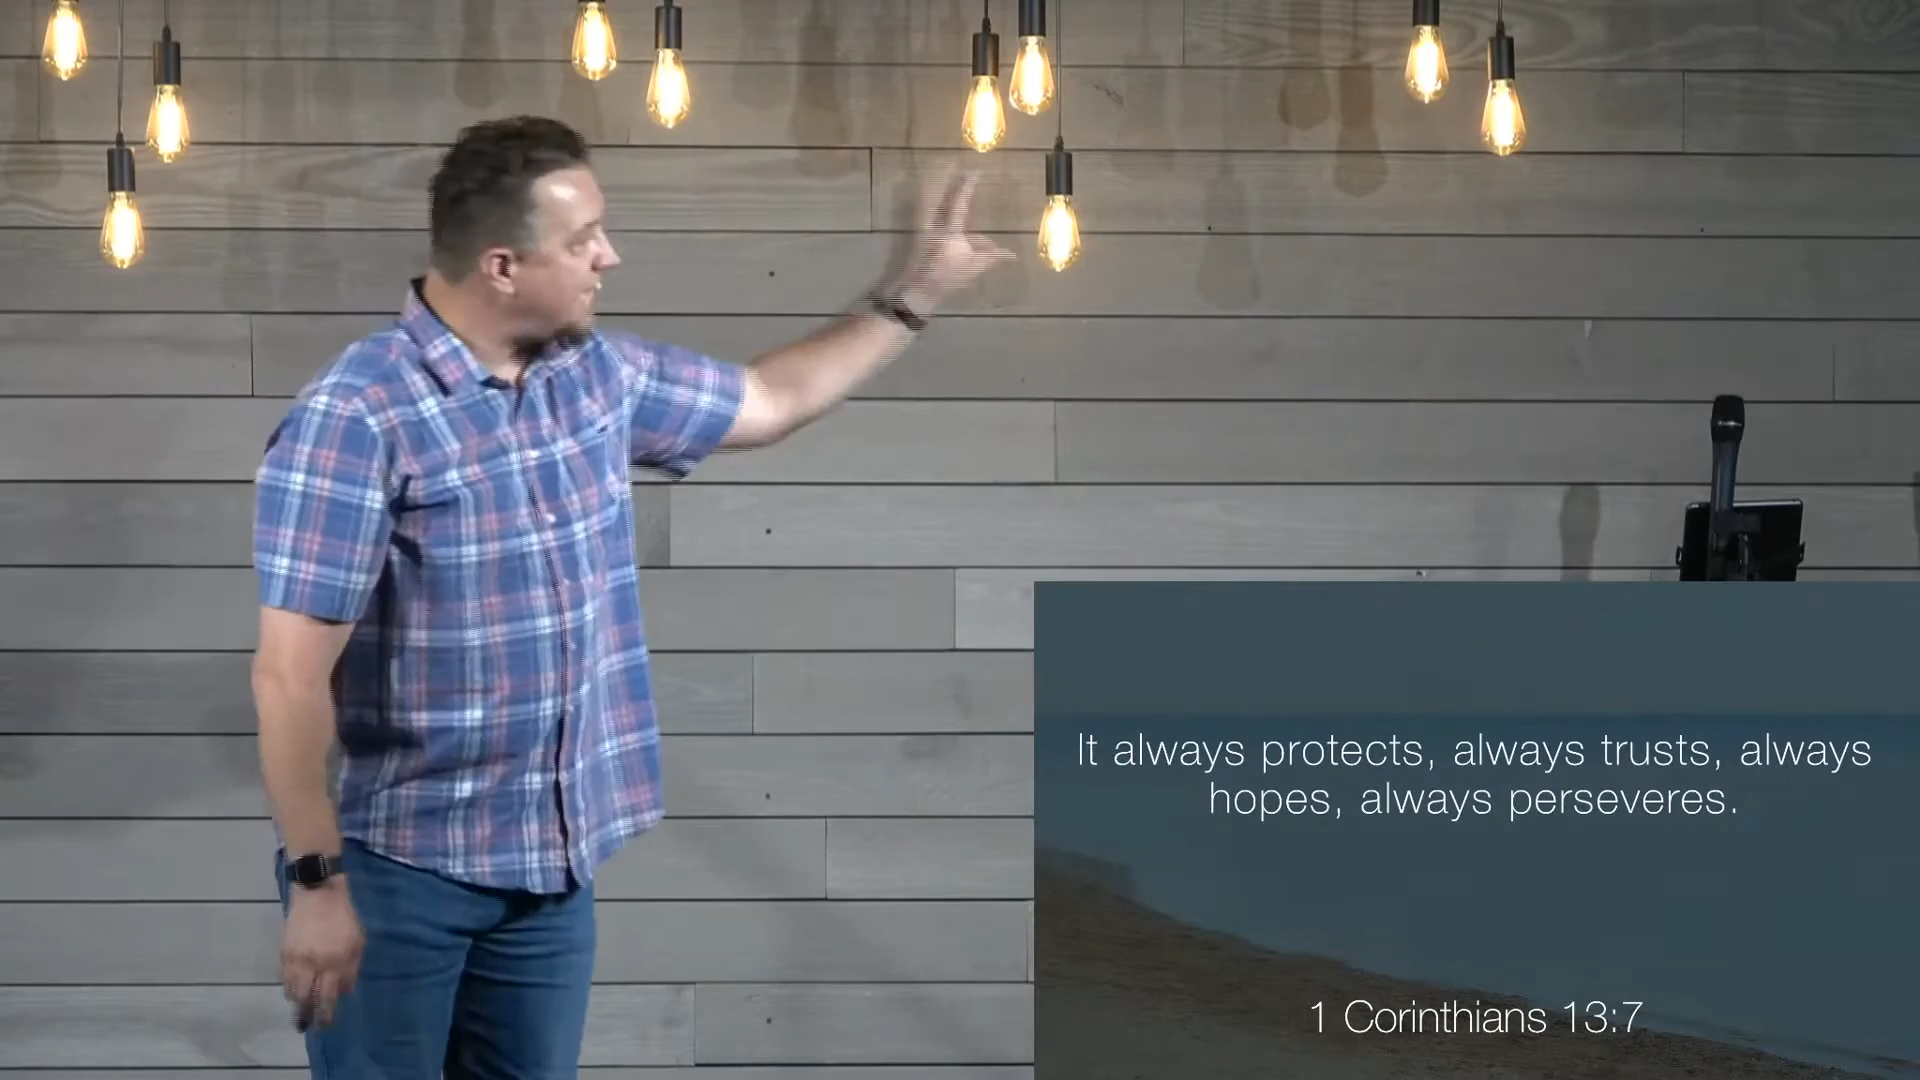 It always protects, always trusts, always
hopes, always perseveres.
1 Corinthians 13:7